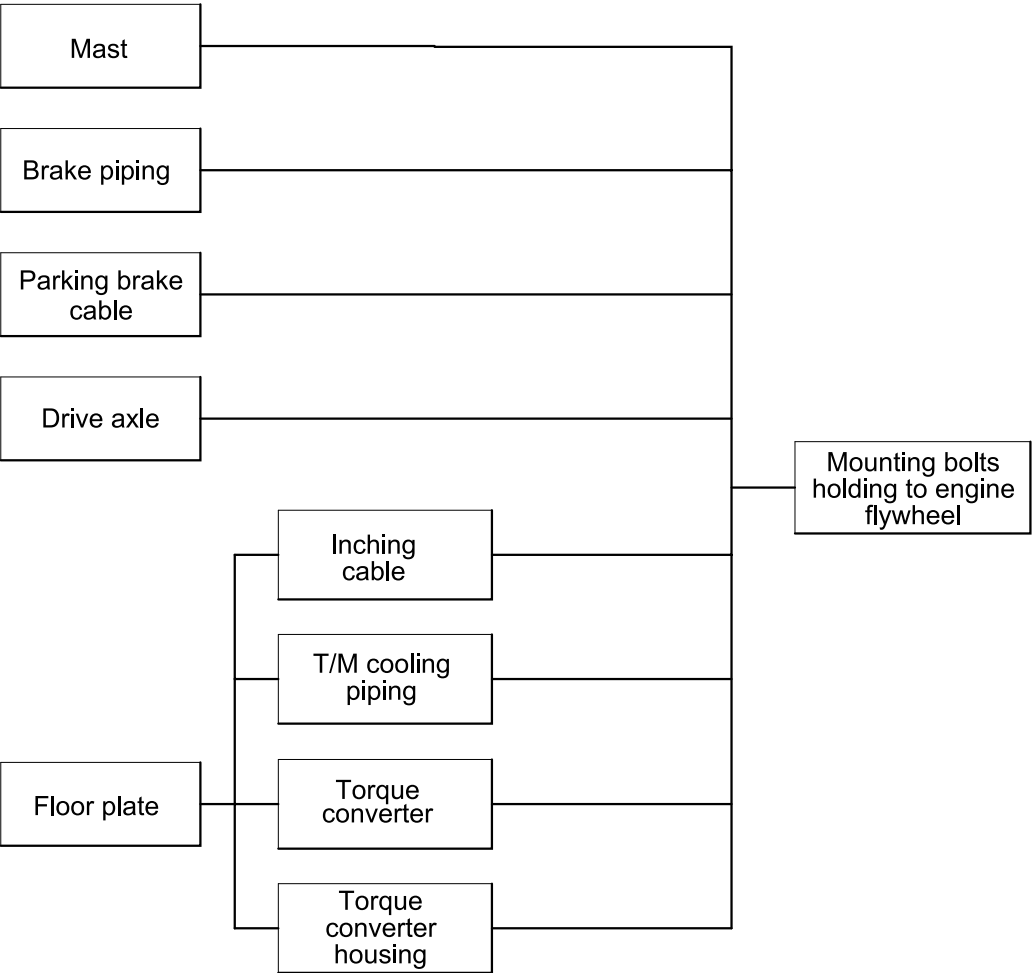 Mast
Brake piping
Parking brake
cable
Drive axle
Mounting bolts
holding to engine
flywheel
Inching
cable
T/M cooling
piping
Floor plate
Torque
converter
Torque
converter
housing